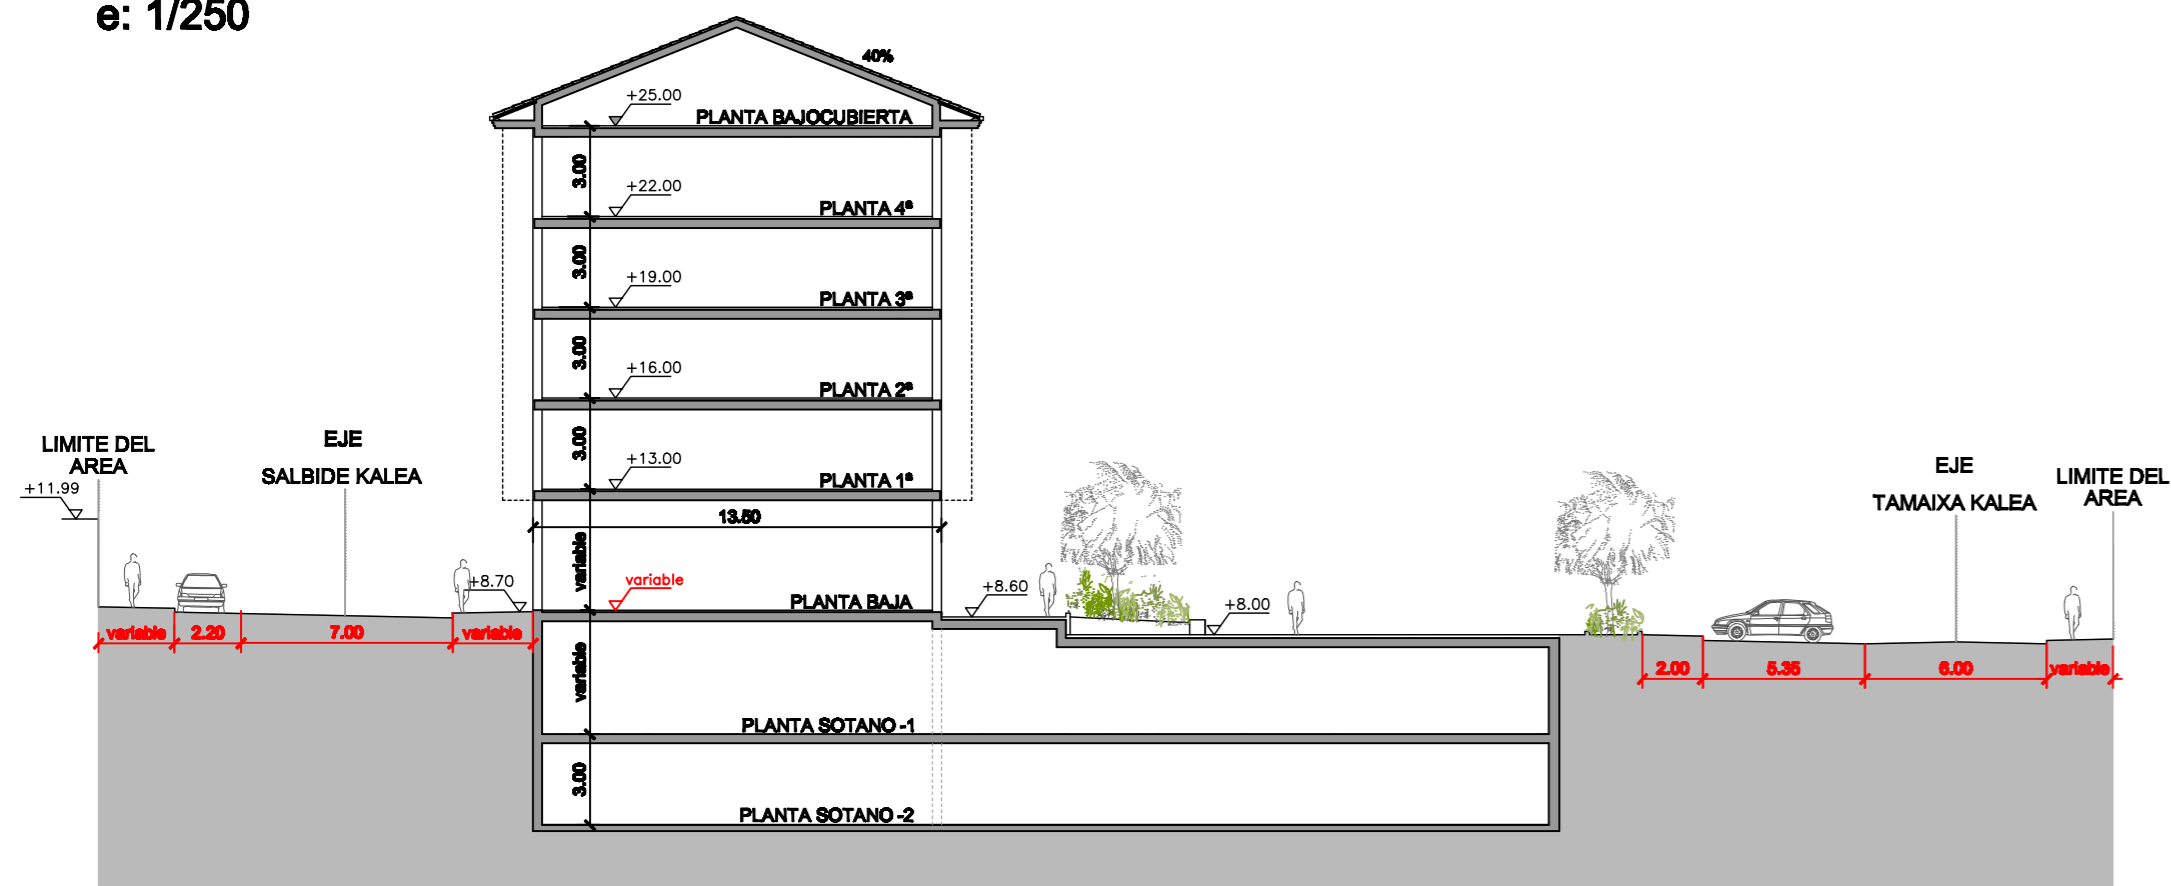 e: 1/250
40%
+25.00
PLANTA BAJOCUBIERTA
3.00
+22.00
PLANTA 4ª
3.00
+19.00
PLANTA 3ª
3.00
+16.00
PLANTA 2ª
3.00
+13.00
PLANTA 1ª
13.50
LIMITE DEL
AREA
+11.99
EJE
SALBIDE KALEA
+8.70
variable
variable
PLANTA BAJA
+8.60
+8.00
EJE
TAMAIXA KALEA
LIMITE DEL
AREA
variable
2.20
7.00
variable
2.00
5.35
6.00
variable
variable
PLANTA SOTANO -1
3.00
PLANTA SOTANO -2